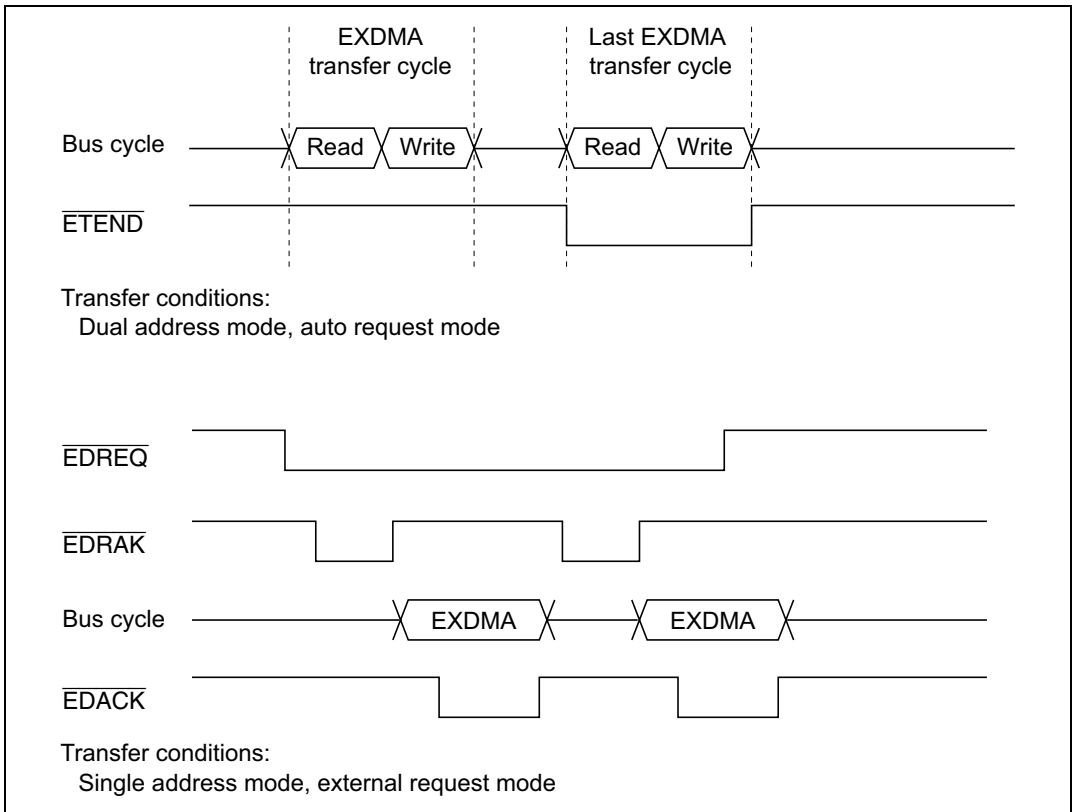 EXDMA
transfer cycle
Last EXDMA
transfer cycle
Bus cycle
Read
Write
Read
Write
ETEND
Transfer conditions:
Dual address mode, auto request mode
EDREQ
EDRAK
Bus cycle
EXDMA
EXDMA
EDACK
Transfer conditions:
Single address mode, external request mode